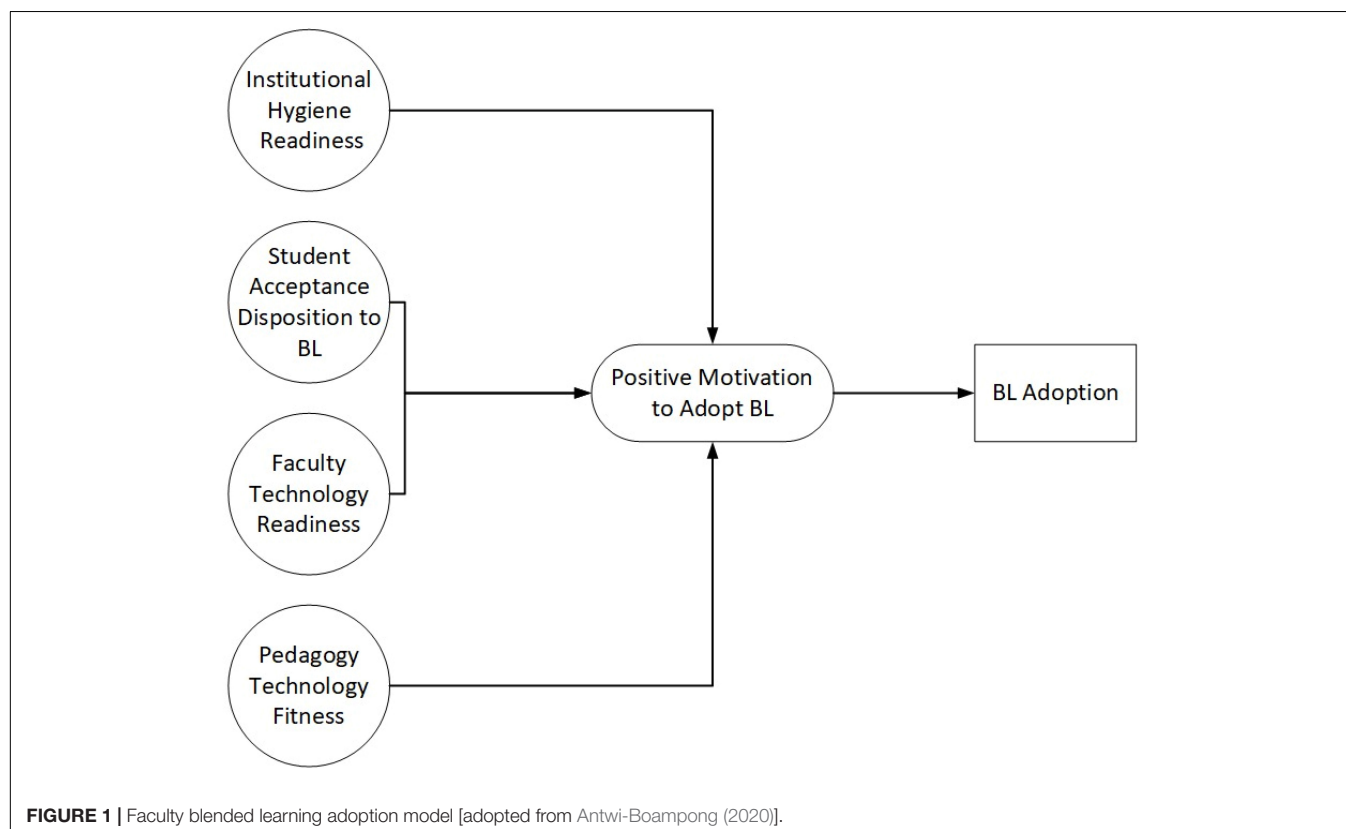 Institutional
Hygiene
Readiness
Student
Acceptance
Disposition to
BL
Faculty
Technology
Readiness
Pedagogy
Technology
Fitness
Positive Motivation
to Adopt BL
BL Adoption
FIGURE 1 | Faculty blended learning adoption model [adopted from Antwi-Boampong (2020)].